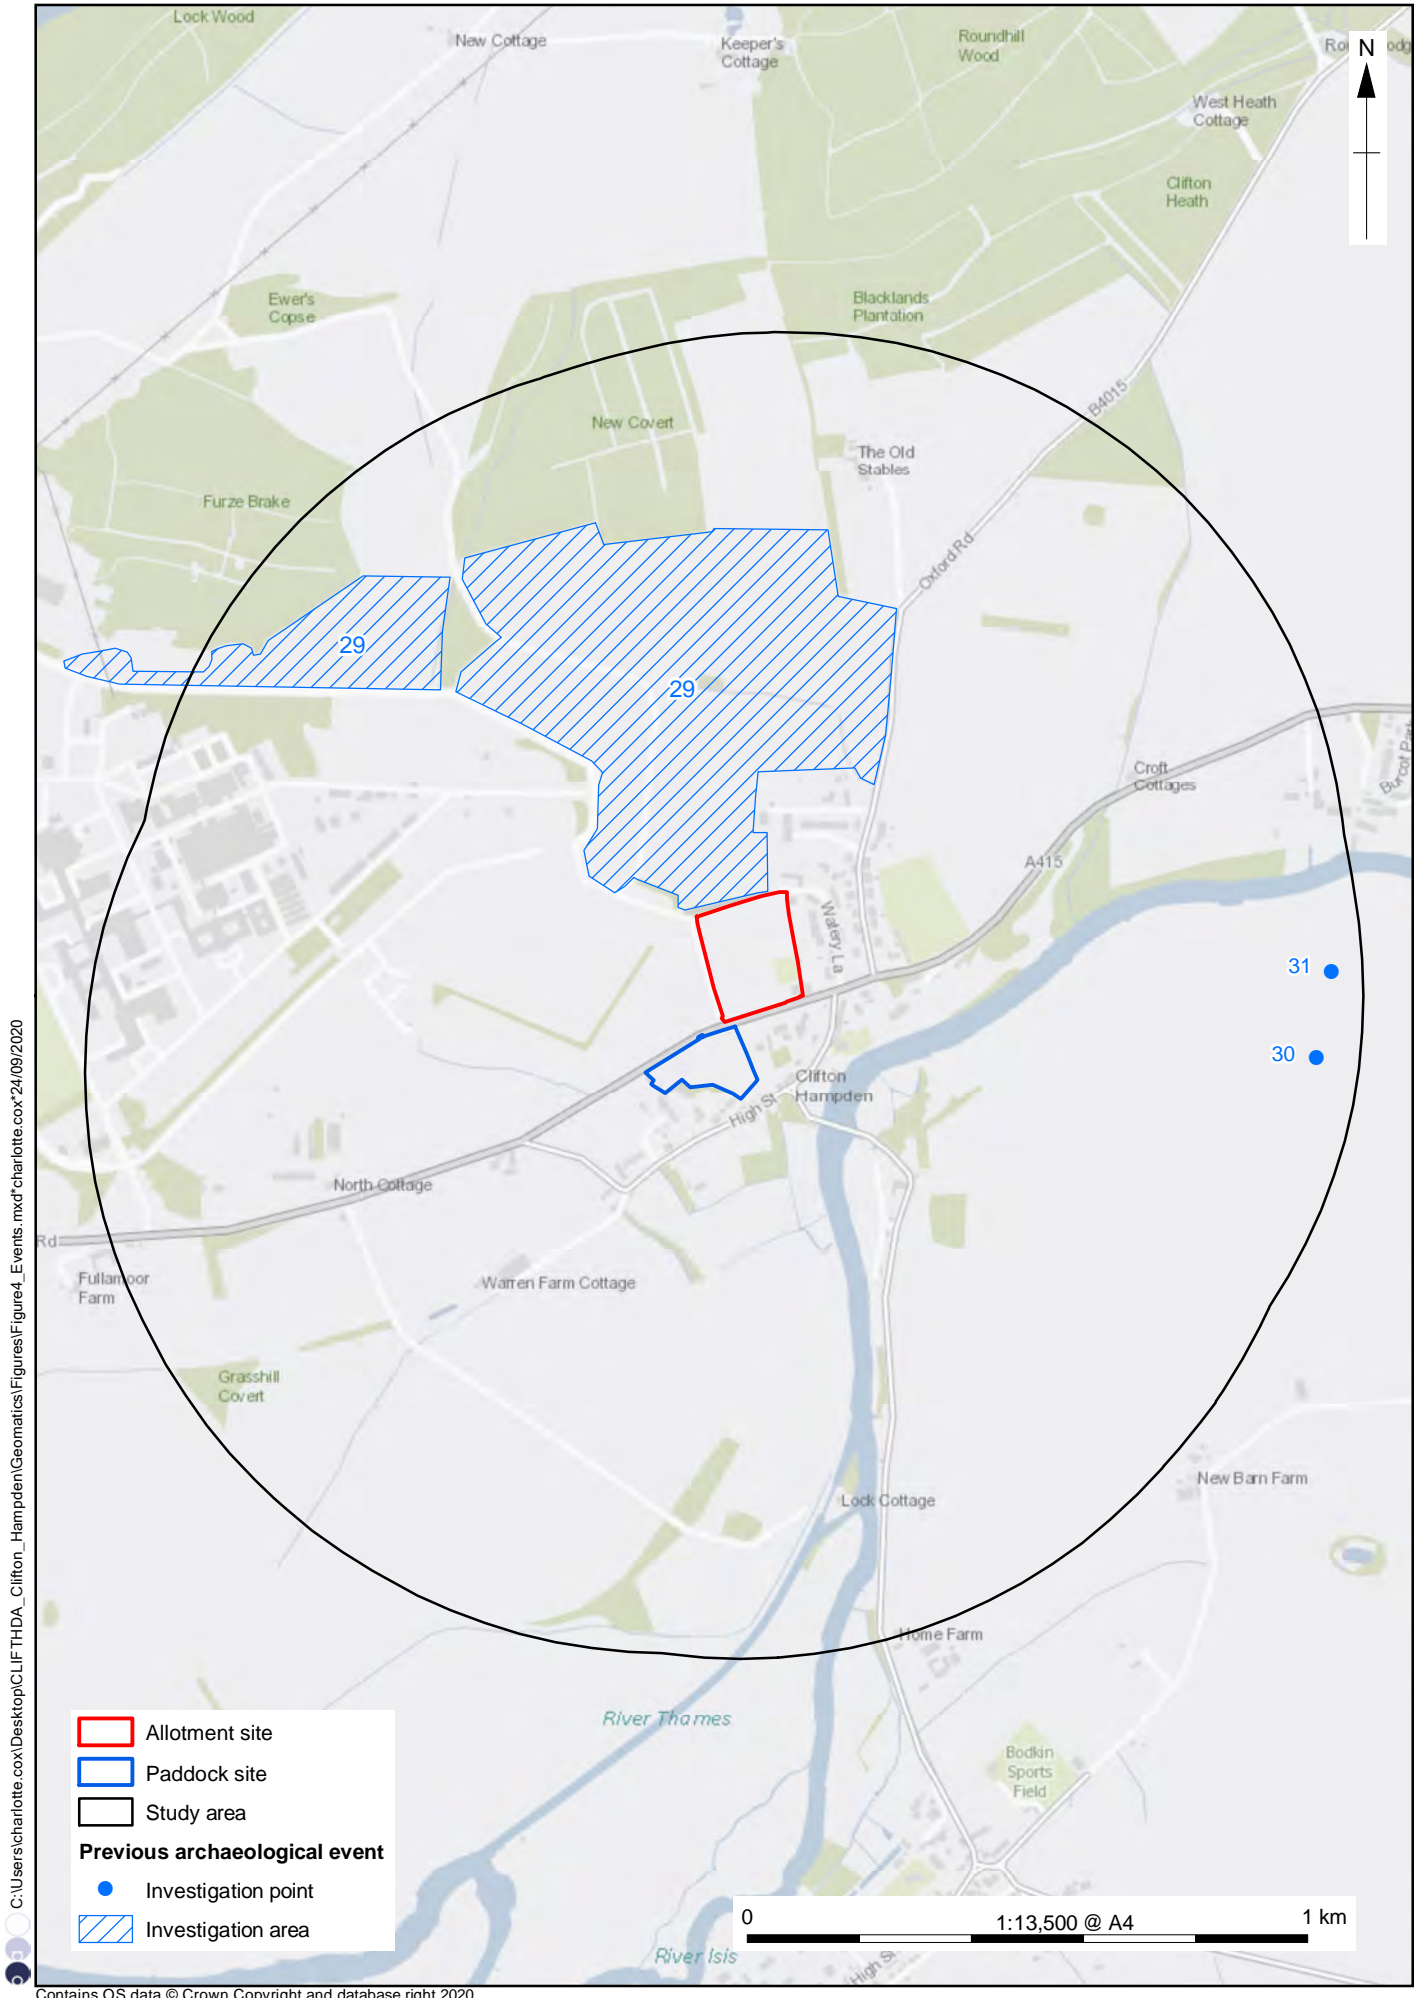 Lock Wood
New Cottage
Keeper's
Cottage
Roundhill
Wood
N
West Heath
Cottage
Clifton
Heath
Ewer's
Copse
Blacklands
Plantation
B4015
New Covert
The Old
Stables
Furze Brake
Oxford Rd
29
29
Croft
Cottages
A415
Watery La
31
30
Clifton
Hampden
High St
North Cottage
Rd
Fullamoor
Farm
Warren Farm Cottage
Grasshill
Covert
New Barn Farm
Lock Cottage
Home Farm
River Thames
Bodkin
Sports
Field
River Isis
High St
Allotment site
Paddock site
Study area
Previous archaeological event
Investigation point
Investigation area
0
1:13,500 @ A4
1 km
C:\Users\charlotte.cox\Desktop\CLIFTHDA_Clifton_Hampden\Geomatics\Figures\Figure4_Events.mxd*charlotte.cox*24/09/2020
Contains OS data © Crown Copyright and database right 2020